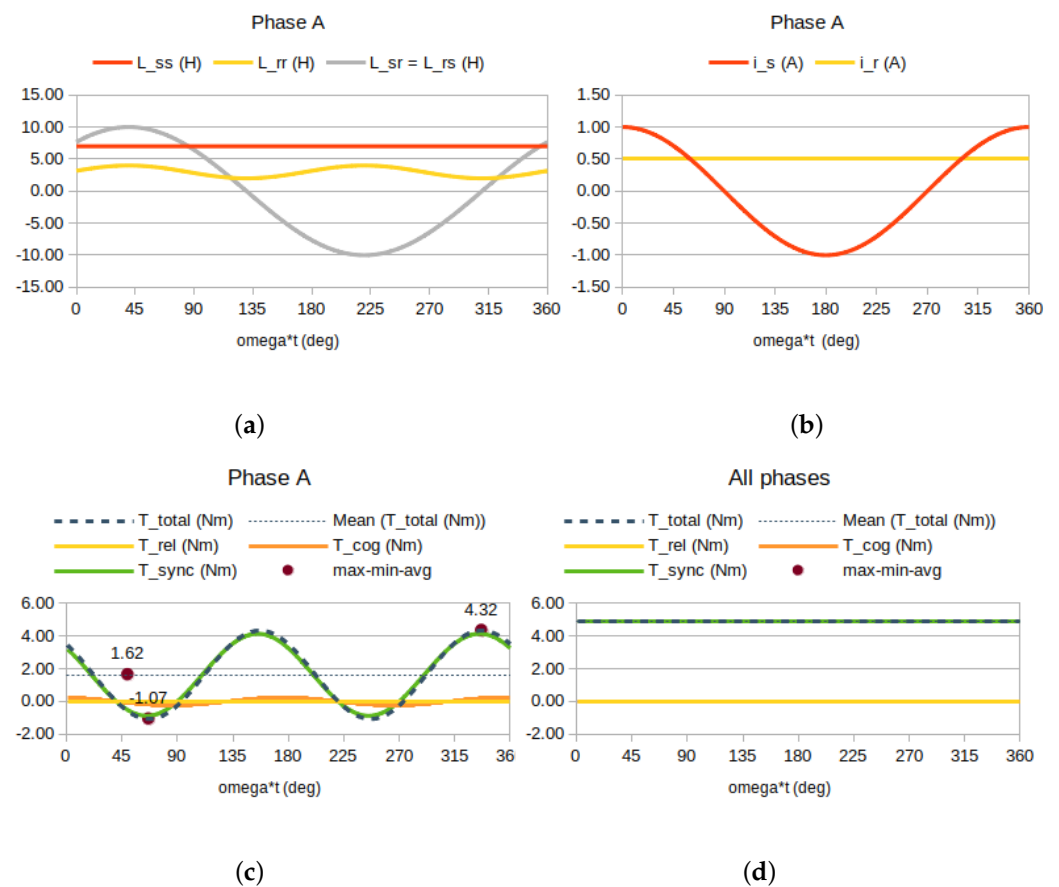 Phase A
L_ss (H) L_rr (H) L_sr = L_rs (H)
15.00
10.00
5.00
0.00
-5.00
-10.00
-15.00
0 45 90 135 180 225 270 315 360
omega*t (deg)
(a)
Phase A
i_s (A) i_r (A)
1.50
1.00
0.50
0.00
-0.50
-1.00
-1.50
0 45 90 135 180 225 270 315 360
omega*t (deg)
(b)
Phase A
T_total (Nm) Mean (T_total (Nm))
T_rel (Nm) T_cog (Nm)
T_sync (Nm) max-min-avg
6.00
4.00
2.00
0.00
-2.00
4.32
1.62
-1.07
0 45 90 135 180 225 270 315 36
omega*t (deg)
(c)
All phases
T_total (Nm) Mean (T_total (Nm))
T_rel (Nm) T_cog (Nm)
T_sync (Nm) max-min-avg
6.00
4.00
2.00
0.00
-2.00
0 45 90 135 180 225 270 315 360
omega*t (deg)
(d)